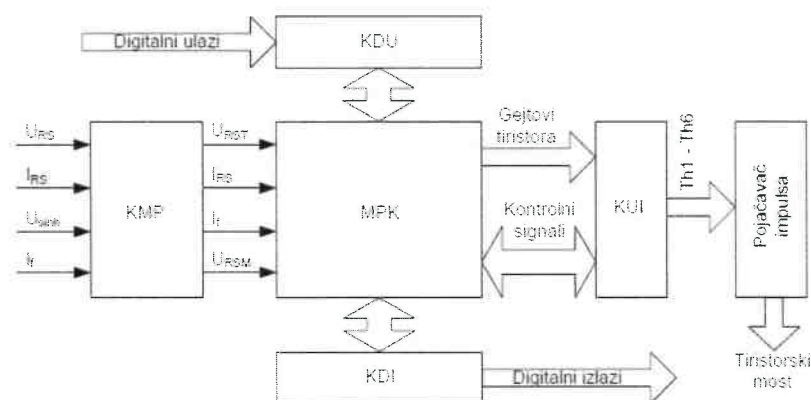 Digitalni ulazi
KDU
Gejtovi
tiristora
Th1 - Th6
U_RS
I_RS
U_sinh
I_f
KMP
U_RST
I_RS
I_f
U_RSM
MPK
Kontrolni
signali
KUI
Pojačavač
impulsa
KDI
Digitalni izlazi
Tiristorski
most